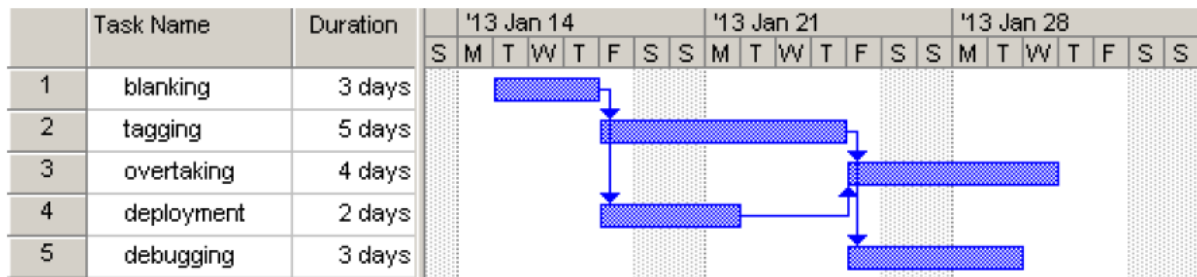 Task Name Duration '13 Jan 14 '13 Jan 21 '13 Jan 28
S M T W T F S S M T W T F S S M T W T F S S
1 blanking 3 days
2 tagging 5 days
3 overtaking 4 days
4 deployment 2 days
5 debugging 3 days